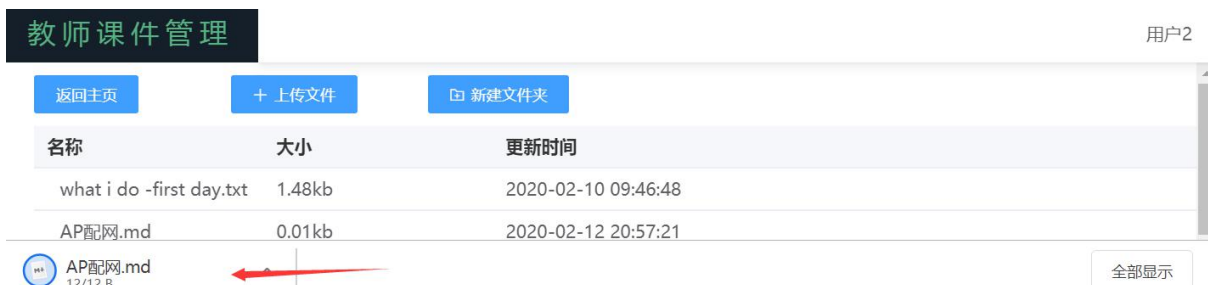 教师课件管理
用户2
返回主页 + 上传文件 新建文件夹
名称 大小 更新时间
what i do -first day.txt 1.48kb 2020-02-10 09:46:48
AP配网.md 0.01kb 2020-02-12 20:57:21
AP配网.md
12/12 B
全部显示